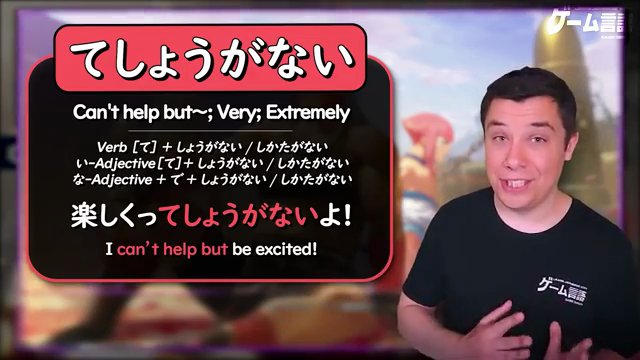 てしょうがない
Can't help but～; Very; Extremely
Verb [て] + しょうがない / しかたがない
い-Adjective [て] + しょうがない / しかたがない
な-Adjective + で + しょうがない / しかたがない
楽しくってしょうがないよ!
I can't help but be excited!
ゲーム言語
ゲーム言語